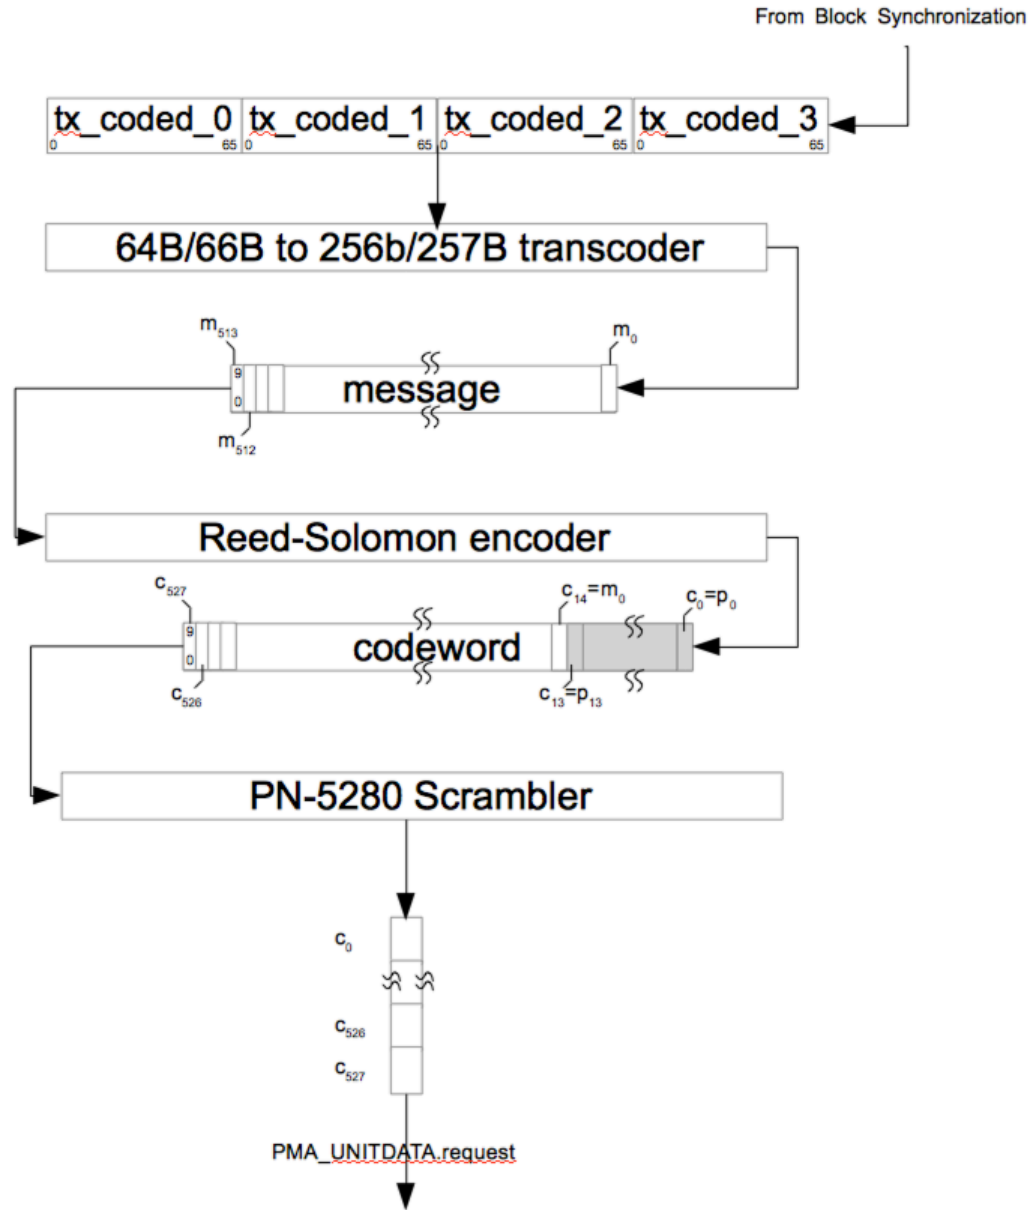 From Block Synchronization
tx_coded_0 tx_coded_1 tx_coded_2 tx_coded_3
0 65 0 65 0 65 0 65
64B/66B to 256b/257B transcoder
m513 m0
9
message
0
m512
Reed-Solomon encoder
c527 c14=m0 c0=p0
9
codeword
0
c526 c13=p13
PN-5280 Scrambler
c0
c526
c527
PMA_UNITDATA.request